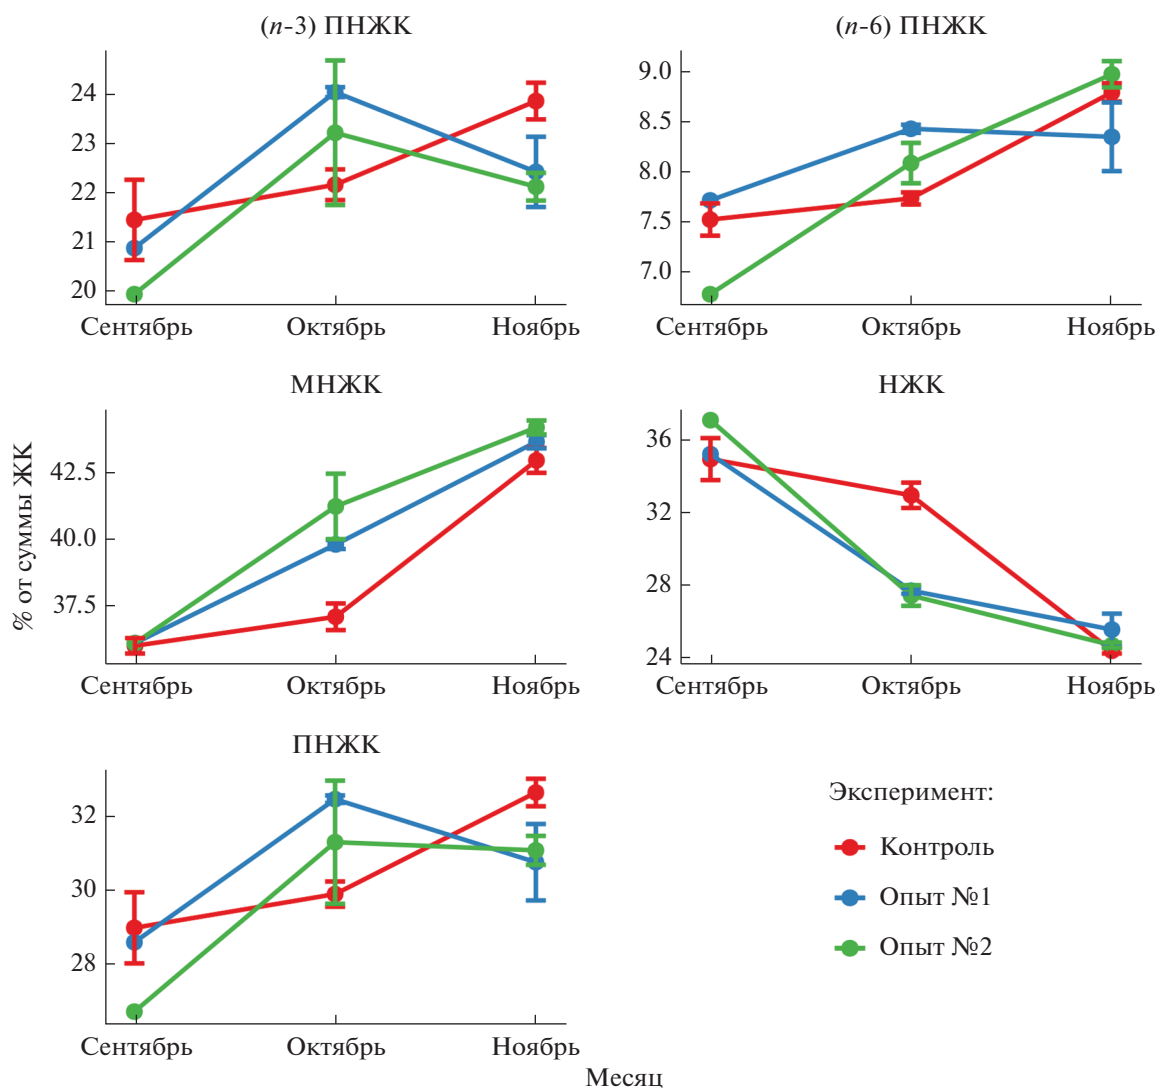 (n-3) ПНЖК
24
23
22
21
20
Сентябрь Октябрь Ноябрь
(n-6) ПНЖК
9.0
8.5
8.0
7.5
7.0
Сентябрь Октябрь Ноябрь
% от суммы ЖК
МНЖК
42.5
40.0
37.5
Сентябрь Октябрь Ноябрь
НЖК
36
32
28
24
Сентябрь Октябрь Ноябрь
ПНЖК
32
30
28
Сентябрь Октябрь Ноябрь
Эксперимент:
Контроль
Опыт №1
Опыт №2
Месяц